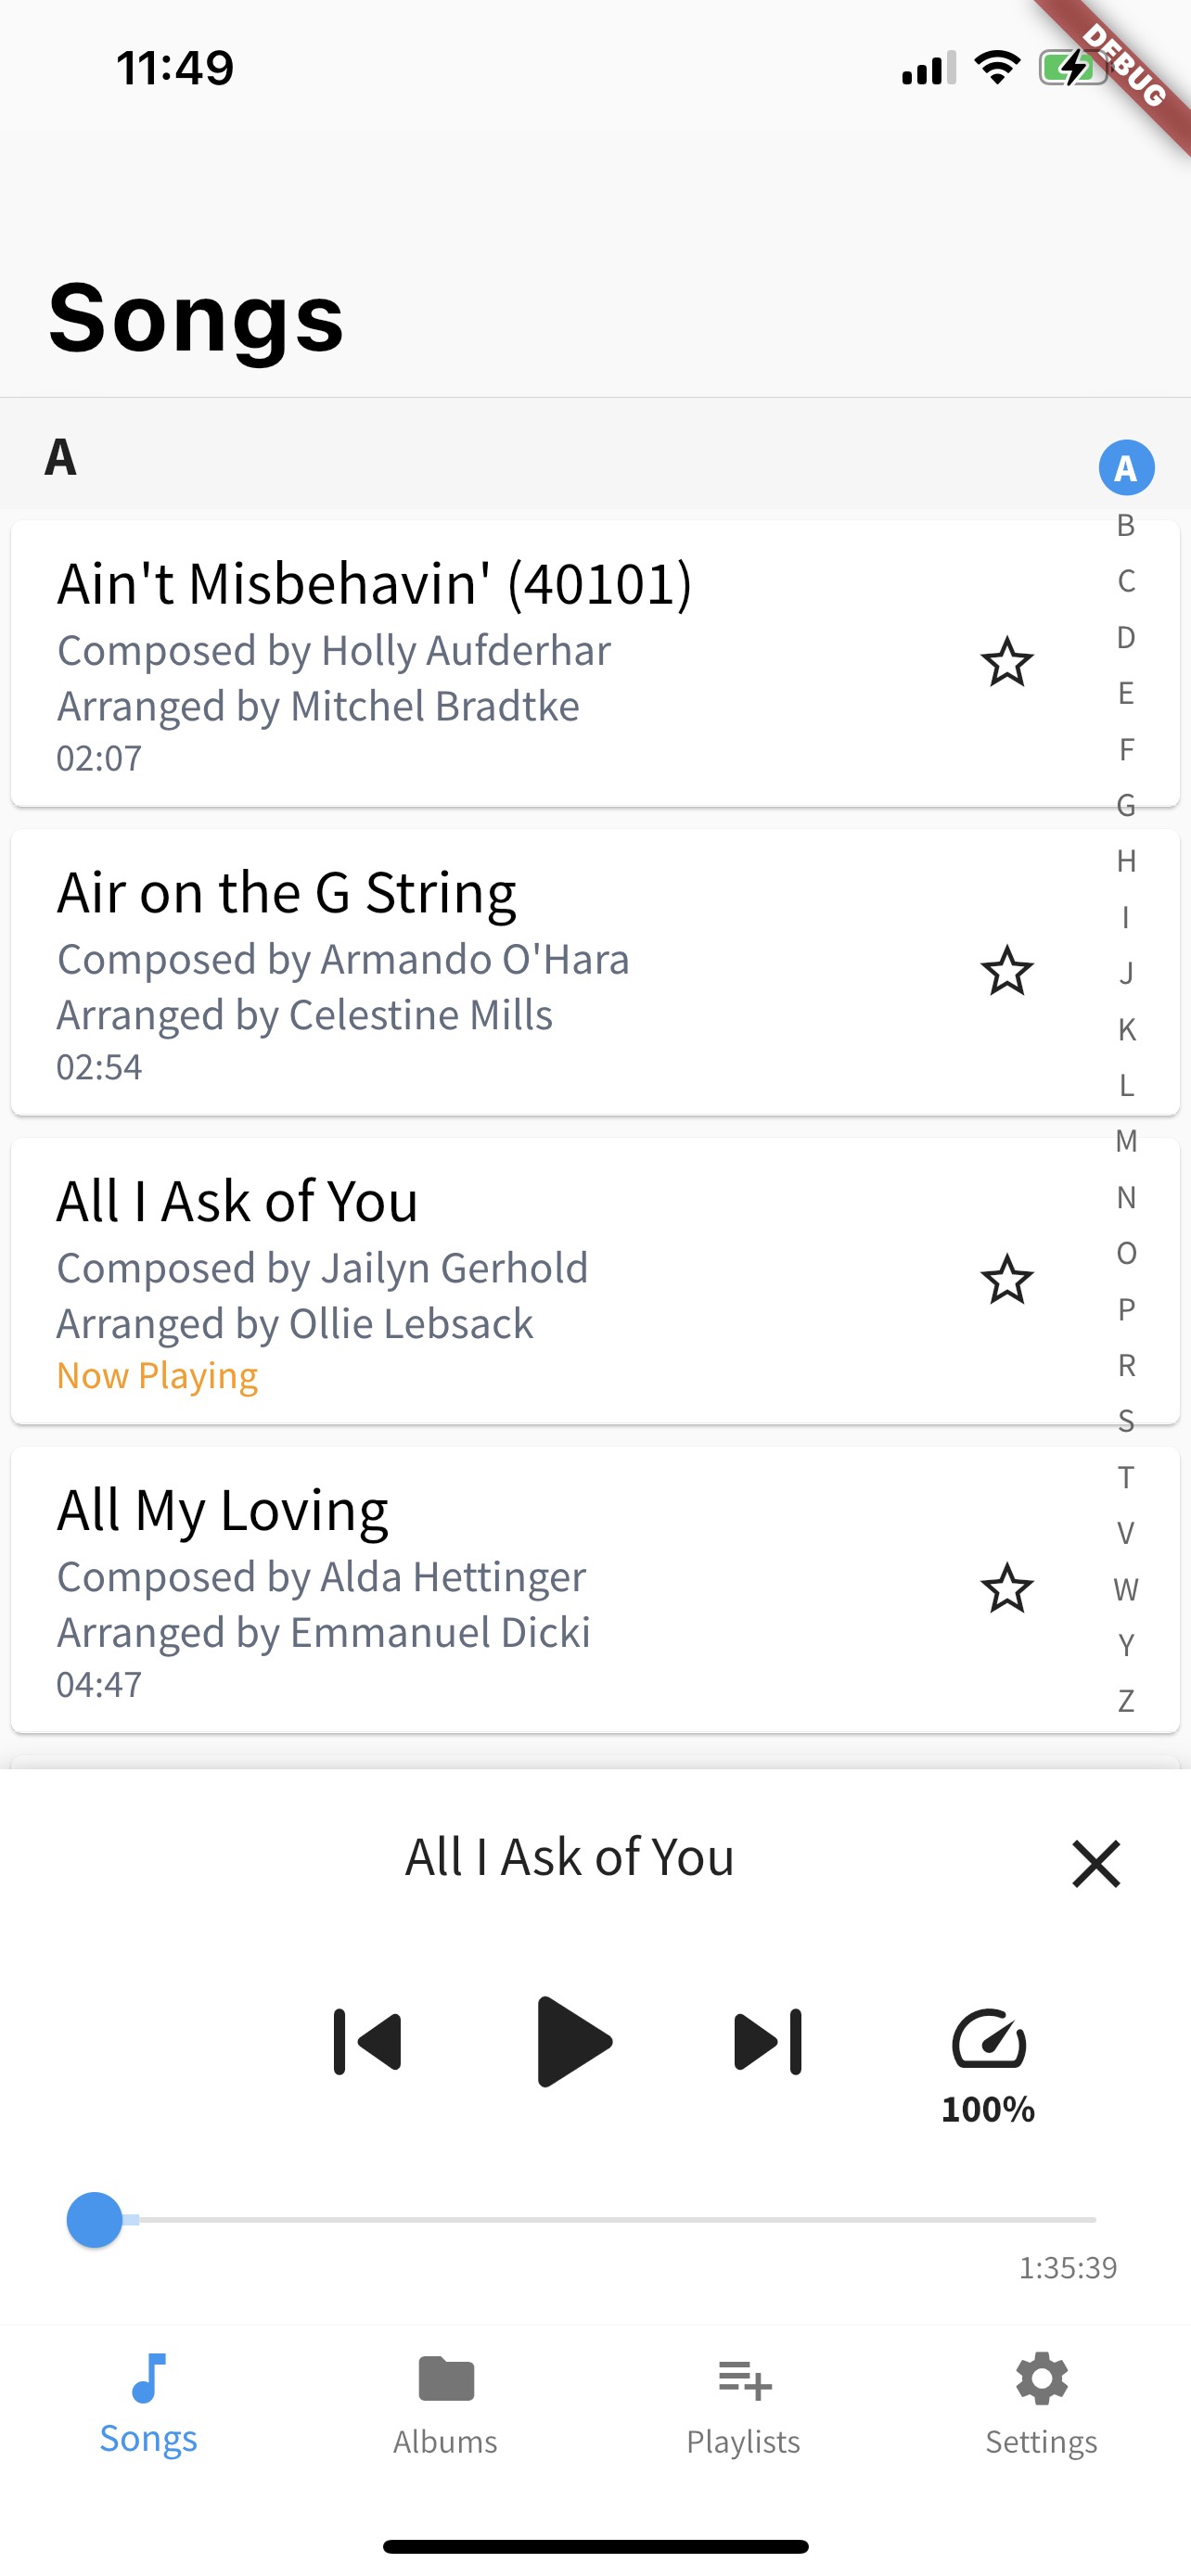 11:49
DEBUG
Songs
A
A
B
C
D
E
F
G
H
I
J
K
L
M
N
O
P
R
S
T
V
W
Y
Z
Ain't Misbehavin' (40101)
Composed by Holly Aufderhar
Arranged by Mitchel Bradtke
02:07
Air on the G String
Composed by Armando O'Hara
Arranged by Celestine Mills
02:54
All I Ask of You
Composed by Jailyn Gerhold
Arranged by Ollie Lebsack
Now Playing
All My Loving
Composed by Alda Hettinger
Arranged by Emmanuel Dicki
04:47
All I Ask of You
100%
1:35:39
Songs
Albums
Playlists
Settings